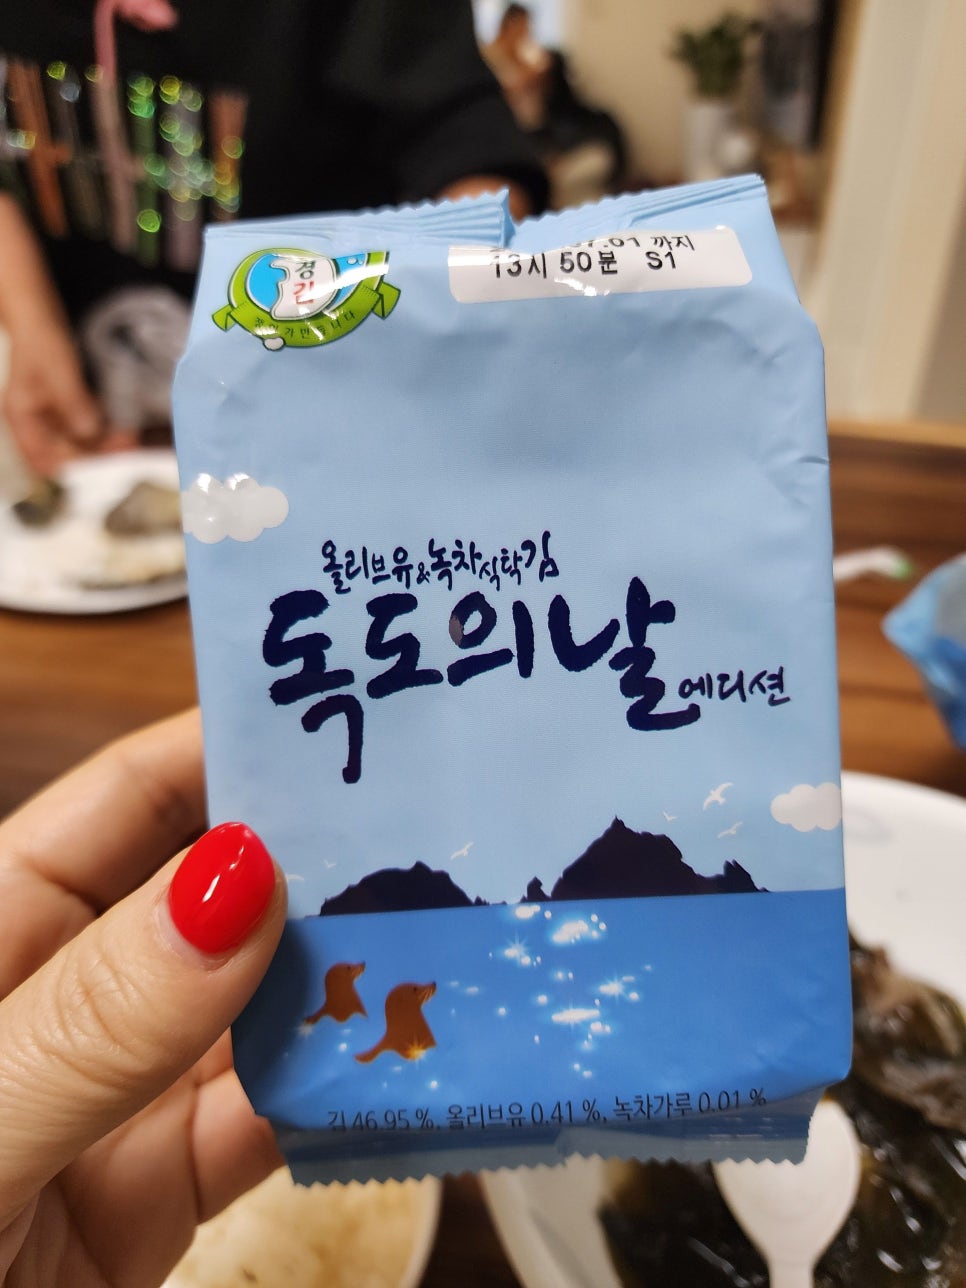 07.01 까지
13시 50분 S1
올리브유&녹차식탁김
독도의날 에디션
김 46.95 %, 올리브유 0.41 %, 녹차가루 0.01 %